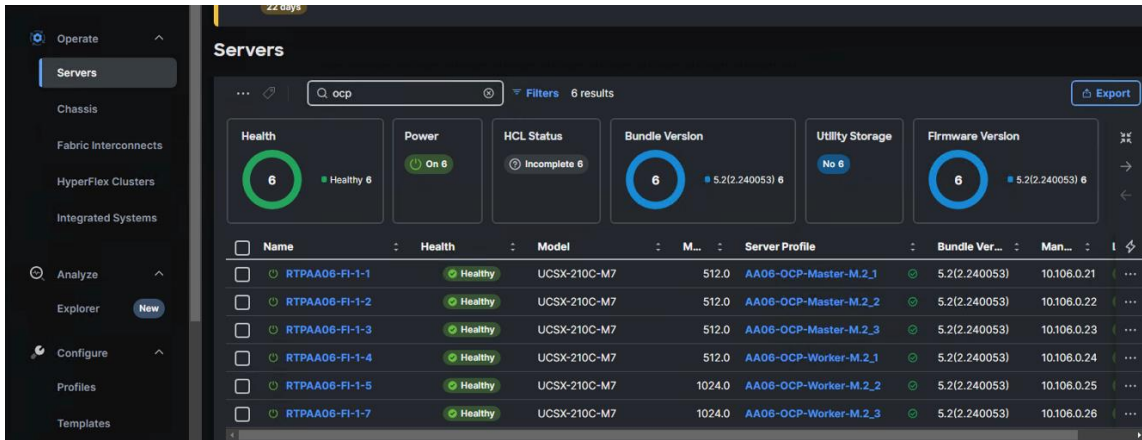 22 days
Operate
Servers
Chassis
Fabric Interconnects
HyperFlex Clusters
Integrated Systems
Analyze
Explorer New
Configure
Profiles
Templates
Servers
ocp Filters 6 results Export
Health
6 Healthy 6
Power
On 6
HCL Status
Incomplete 6
Bundle Version
6 5.2(2.240053) 6
Utility Storage
No 6
Firmware Version
6 5.2(2.240053) 6
Name Health Model M... Server Profile Bundle Ver... Man...
RTPAA06-FI-1-1 Healthy UCSX-210C-M7 512.0 AA06-OCP-Master-M.2_1 5.2(2.240053) 10.106.0.21
RTPAA06-FI-1-2 Healthy UCSX-210C-M7 512.0 AA06-OCP-Master-M.2_2 5.2(2.240053) 10.106.0.22
RTPAA06-FI-1-3 Healthy UCSX-210C-M7 512.0 AA06-OCP-Master-M.2_3 5.2(2.240053) 10.106.0.23
RTPAA06-FI-1-4 Healthy UCSX-210C-M7 512.0 AA06-OCP-Worker-M.2_1 5.2(2.240053) 10.106.0.24
RTPAA06-FI-1-5 Healthy UCSX-210C-M7 1024.0 AA06-OCP-Worker-M.2_2 5.2(2.240053) 10.106.0.25
RTPAA06-FI-1-7 Healthy UCSX-210C-M7 1024.0 AA06-OCP-Worker-M.2_3 5.2(2.240053) 10.106.0.26